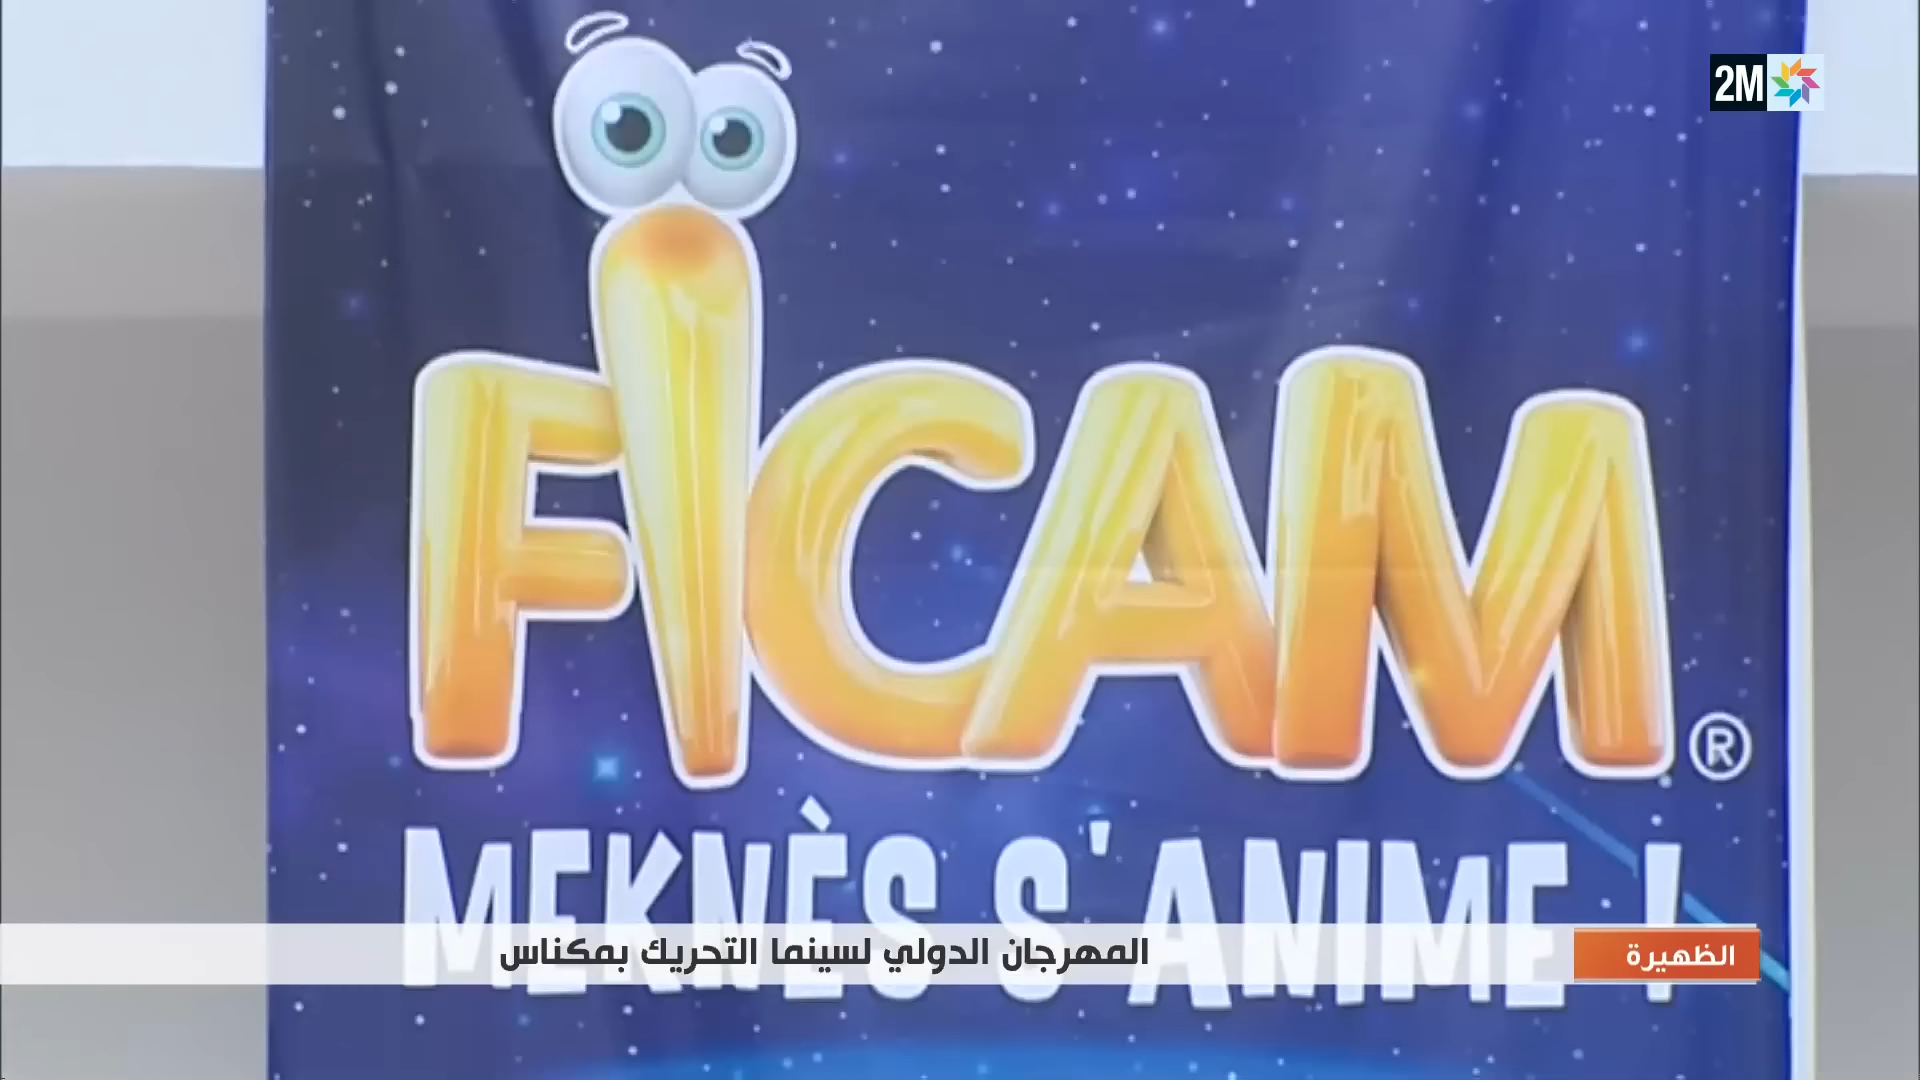 2M
FiCAM®
MEKNÈS S'ANIME !
المهرجان الدولي لسينما التحريك بمكناس
الظهيرة